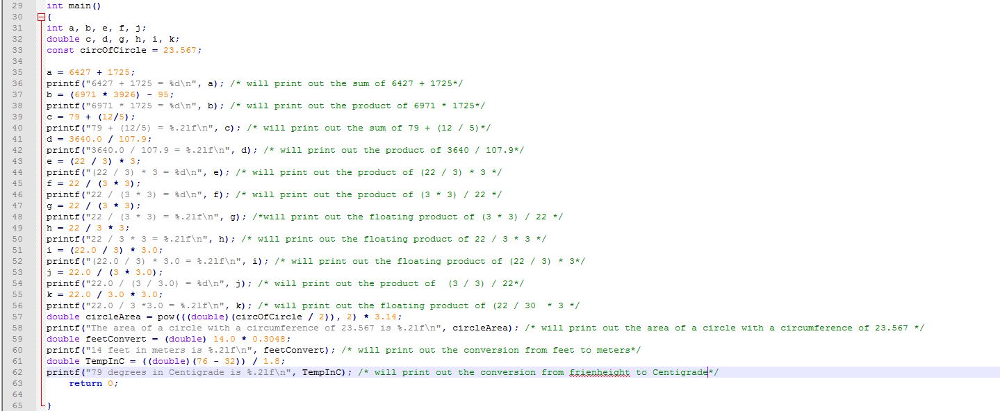 29 int main()
30 {
31 int a, b, e, f, j;
32 double c, d, g, h, i, k;
33 const circOfCircle = 23.567;
34
35 a = 6427 + 1725;
36 printf("6427 + 1725 = %d\n", a); /* will print out the sum of 6427 + 1725*/
37 b = (6971 * 3926) - 95;
38 printf("6971 * 1725 = %d\n", b); /* will print out the product of 6971 * 1725*/
39 c = 79 + (12/5);
40 printf("79 + (12/5) = %.2lf\n", c); /* will print out the sum of 79 + (12 / 5)*/
41 d = 3640.0 / 107.9;
42 printf("3640.0 / 107.9 = %.2lf\n", d); /* will print out the product of 3640 / 107.9*/
43 e = (22 / 3) * 3;
44 printf("(22 / 3) * 3 = %d\n", e); /* will print out the product of (22 / 3) * 3 */
45 f = 22 / (3 * 3);
46 printf("22 / (3 * 3) = %d\n", f); /* will print out the product of (3 * 3) / 22 */
47 g = 22 / (3 * 3);
48 printf("22 / (3 * 3) = %.2lf\n", g); /*will print out the floating product of (3 * 3) / 22 */
49 h = 22 / 3 * 3;
50 printf("22 / 3 * 3 = %.2lf\n", h); /* will print out the floating product of 22 / 3 * 3 */
51 i = (22.0 / 3) * 3.0;
52 printf("(22.0 / 3) * 3.0 = %.2lf\n", i); /* will print out the floating product of (22 / 3) * 3*/
53 j = 22.0 / (3 * 3.0);
54 printf("22.0 / (3 / 3.0) = %d\n", j); /* will print out the product of  (3 / 3) / 22*/
55 k = 22.0 / 3.0 * 3.0;
56 printf("22.0 / 3 *3.0 = %.2lf\n", k); /* will print out the floating product of (22 / 30  * 3 */
57 double circleArea = pow(((double)(circOfCircle / 2)), 2) * 3.14;
58 printf("The area of a circle with a circumference of 23.567 is %.2lf\n", circleArea); /* will print out the area of a circle with a circumference of 23.567 */
59 double feetConvert = (double) 14.0 * 0.3048;
60 printf("14 feet in meters is %.2lf\n", feetConvert); /* will print out the conversion from feet to meters*/
61 double TempInC = ((double)(76 - 32)) / 1.8;
62 printf("79 degrees in Centigrade is %.2lf\n", TempInC); /* will print out the conversion from frienheight to Centigrade*/
63 return 0;
64
65 }